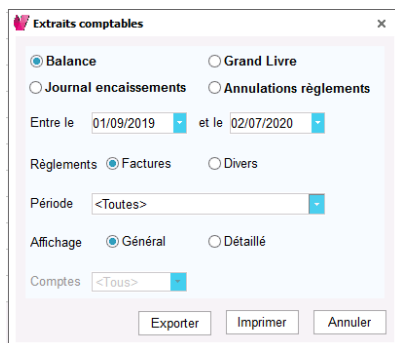 Extraits comptables
Balance Grand Livre
Journal encaissements Annulations règlements
Entre le 01/09/2019 et le 02/07/2020
Règlements Factures Divers
Période <Toutes>
Affichage Général Détaillé
Comptes <Tous>
Exporter Imprimer Annuler